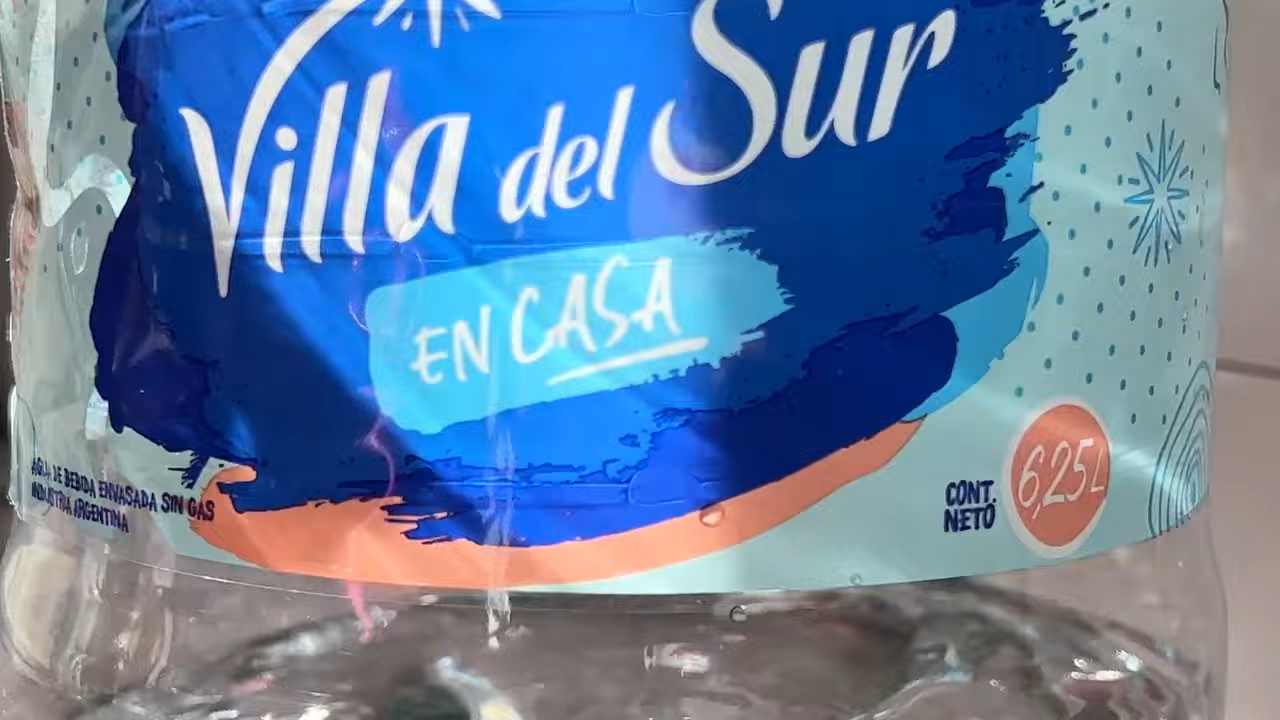 Villa del Sur
EN CASA
AGUA DE BEBIDA ENVASADA SIN GAS
INDUSTRIA ARGENTINA
CONT.
NETO
6,25L